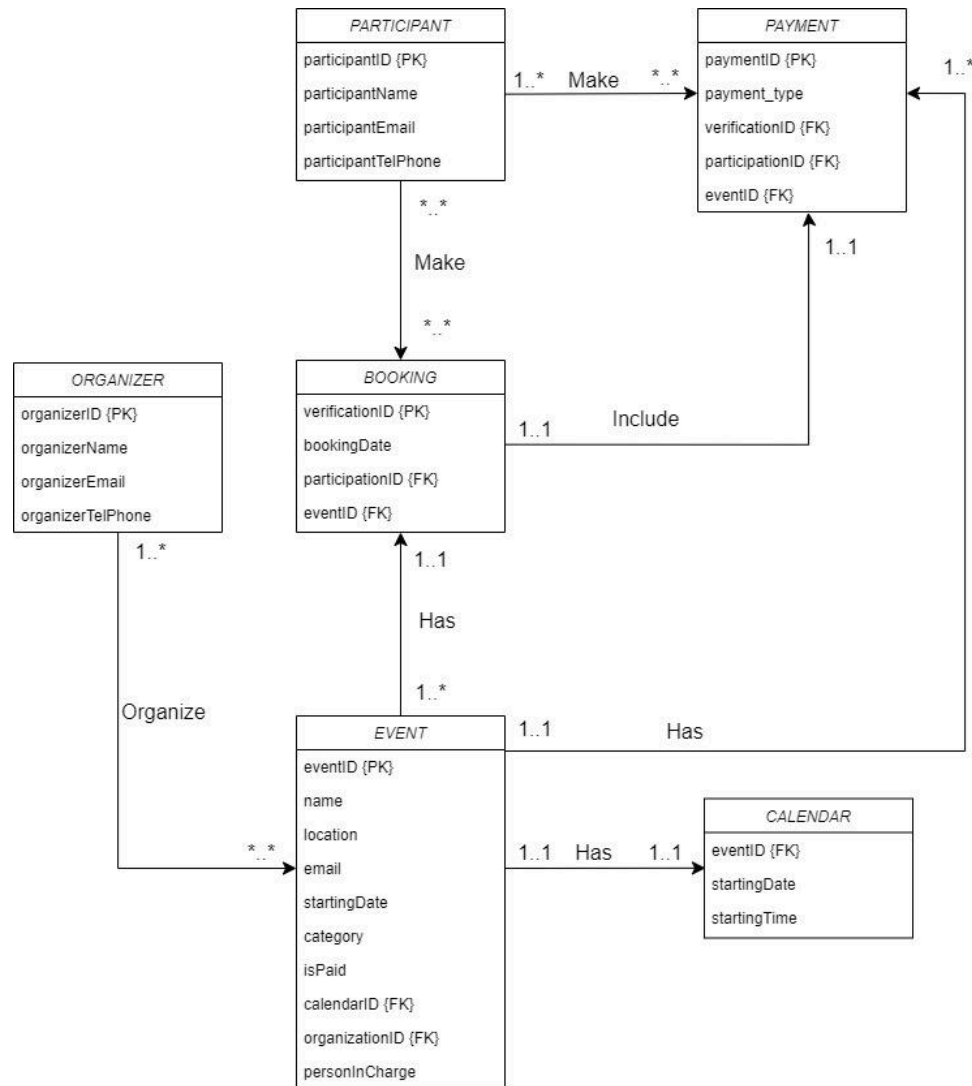 PARTICIPANT
participantID {PK}
participantName
participantEmail
participantTelPhone
1..* Make *..*
PAYMENT
paymentID {PK}
payment_type
verificationID {FK}
participationID {FK}
eventID {FK}
1..*
*..*
Make
*..*
1..1
ORGANIZER
organizerID {PK}
organizerName
organizerEmail
organizerTelPhone
BOOKING
verificationID {PK}
bookingDate
participationID {FK}
eventID {FK}
1..1 Include
1..*
Organize
*..*
1..1
Has
1..*
EVENT
eventID {PK}
name
location
email
startingDate
category
isPaid
calendarID {FK}
organizationID {FK}
personInCharge
1..1 Has
1..1 Has 1..1
CALENDAR
eventID {FK}
startingDate
startingTime